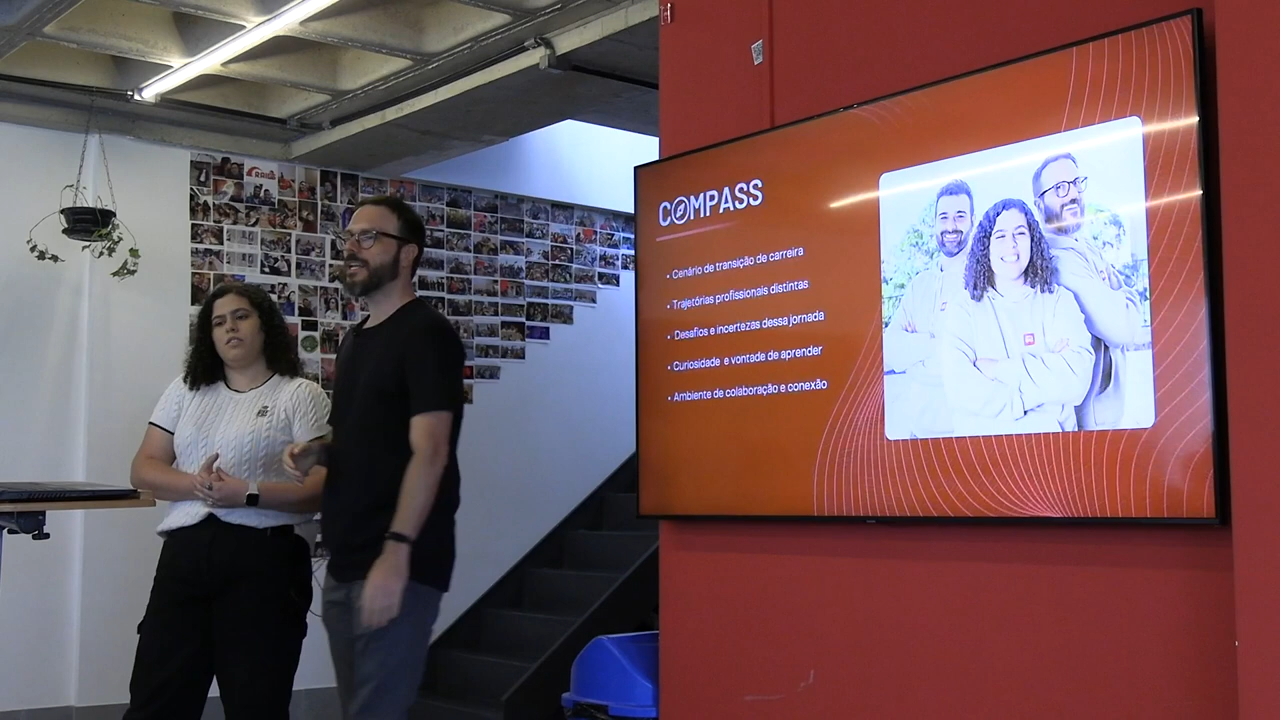 COMPASS
• Cenário de transição de carreira
• Trajetórias profissionais distintas
• Desafios e incertezas dessa jornada
• Curiosidade e vontade de aprender
• Ambiente de colaboração e conexão